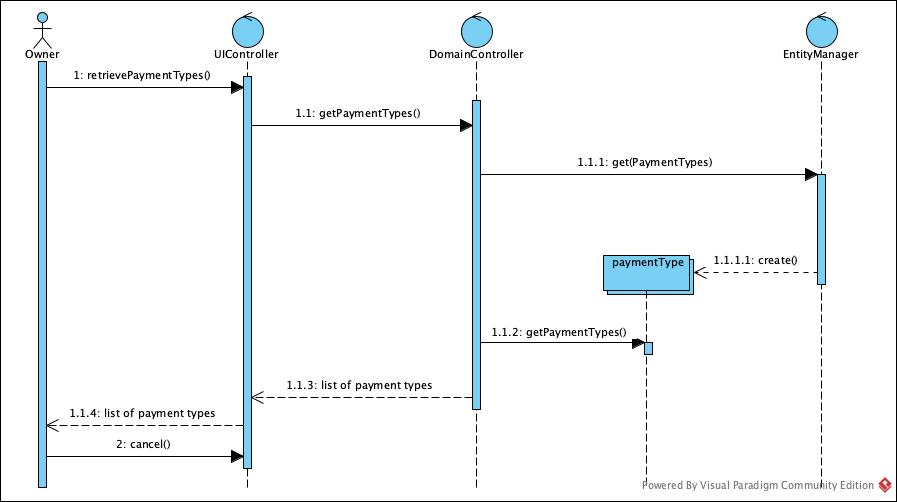 Owner
UIController
DomainController
EntityManager
1: retrievePaymentTypes()
1.1: getPaymentTypes()
1.1.1: get(PaymentTypes)
paymentType
1.1.1.1: create()
1.1.2: getPaymentTypes()
1.1.3: list of payment types
1.1.4: list of payment types
2: cancel()
Powered By Visual Paradigm Community Edition